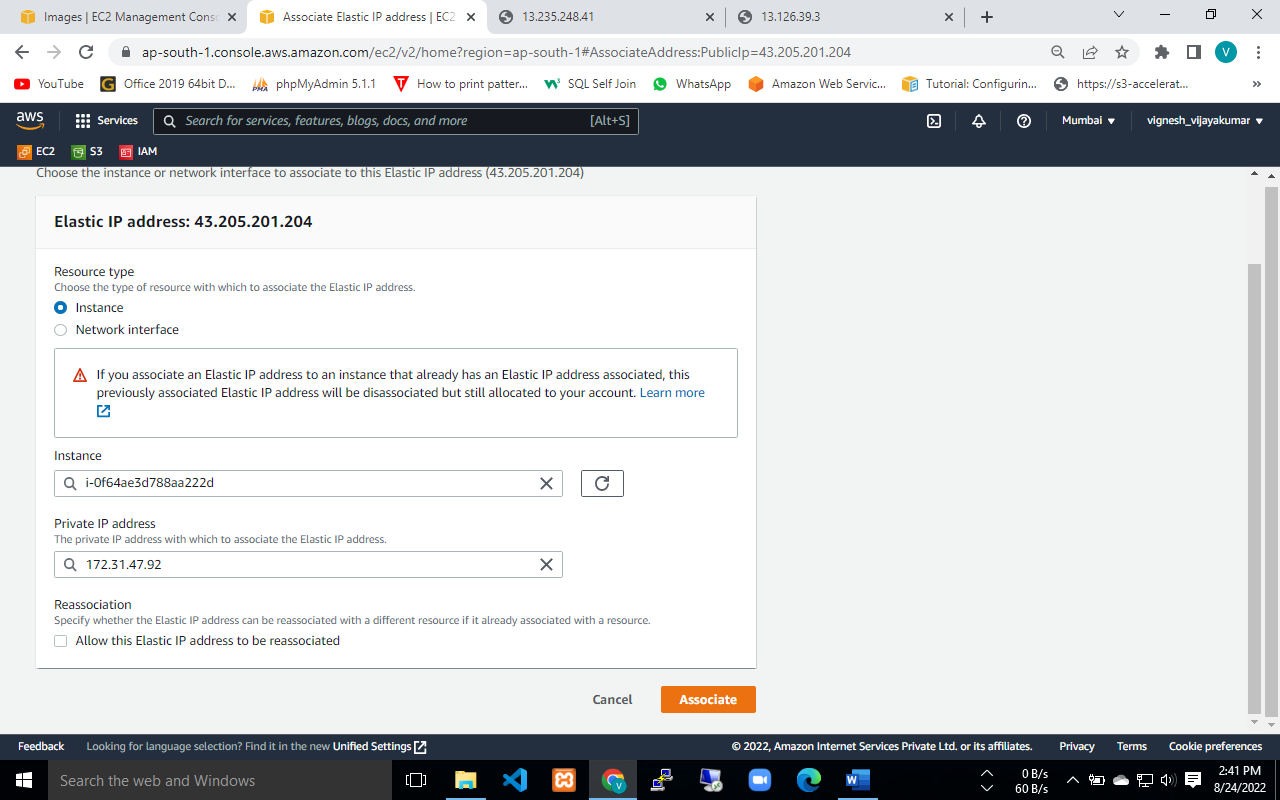 Images | EC2 Management Cons
Associate Elastic IP address | EC2
13.235.248.41
13.126.39.3
ap-south-1.console.aws.amazon.com/ec2/v2/home?region=ap-south-1#AssociateAddress:PublicIp=43.205.201.204
V
YouTube
Office 2019 64bit D...
phpMyAdmin 5.1.1
How to print patter...
SQL Self Join
WhatsApp
Amazon Web Servic...
Tutorial: Configurin...
https://s3-accelerat...
»
aws
Services
Search for services, features, blogs, docs, and more
[Alt+S]
Mumbai
vignesh_vijayakumar
EC2
S3
IAM
Choose the instance or network interface to associate to this Elastic IP address (43.205.201.204)
Elastic IP address: 43.205.201.204
Resource type
Choose the type of resource with which to associate the Elastic IP address.
Instance
Network interface
If you associate an Elastic IP address to an instance that already has an Elastic IP address associated, this
previously associated Elastic IP address will be disassociated but still allocated to your account. Learn more
Instance
i-0f64ae3d788aa222d
Private IP address
The private IP address with which to associate the Elastic IP address.
172.31.47.92
Reassociation
Specify whether the Elastic IP address can be reassociated with a different resource if it already associated with a resource.
Allow this Elastic IP address to be reassociated
Cancel
Associate
Feedback
Looking for language selection? Find it in the new Unified Settings
© 2022, Amazon Internet Services Private Ltd. or its affiliates.
Privacy
Terms
Cookie preferences
Search the web and Windows
0 B/s
60 B/s
2:41 PM
8/24/2022